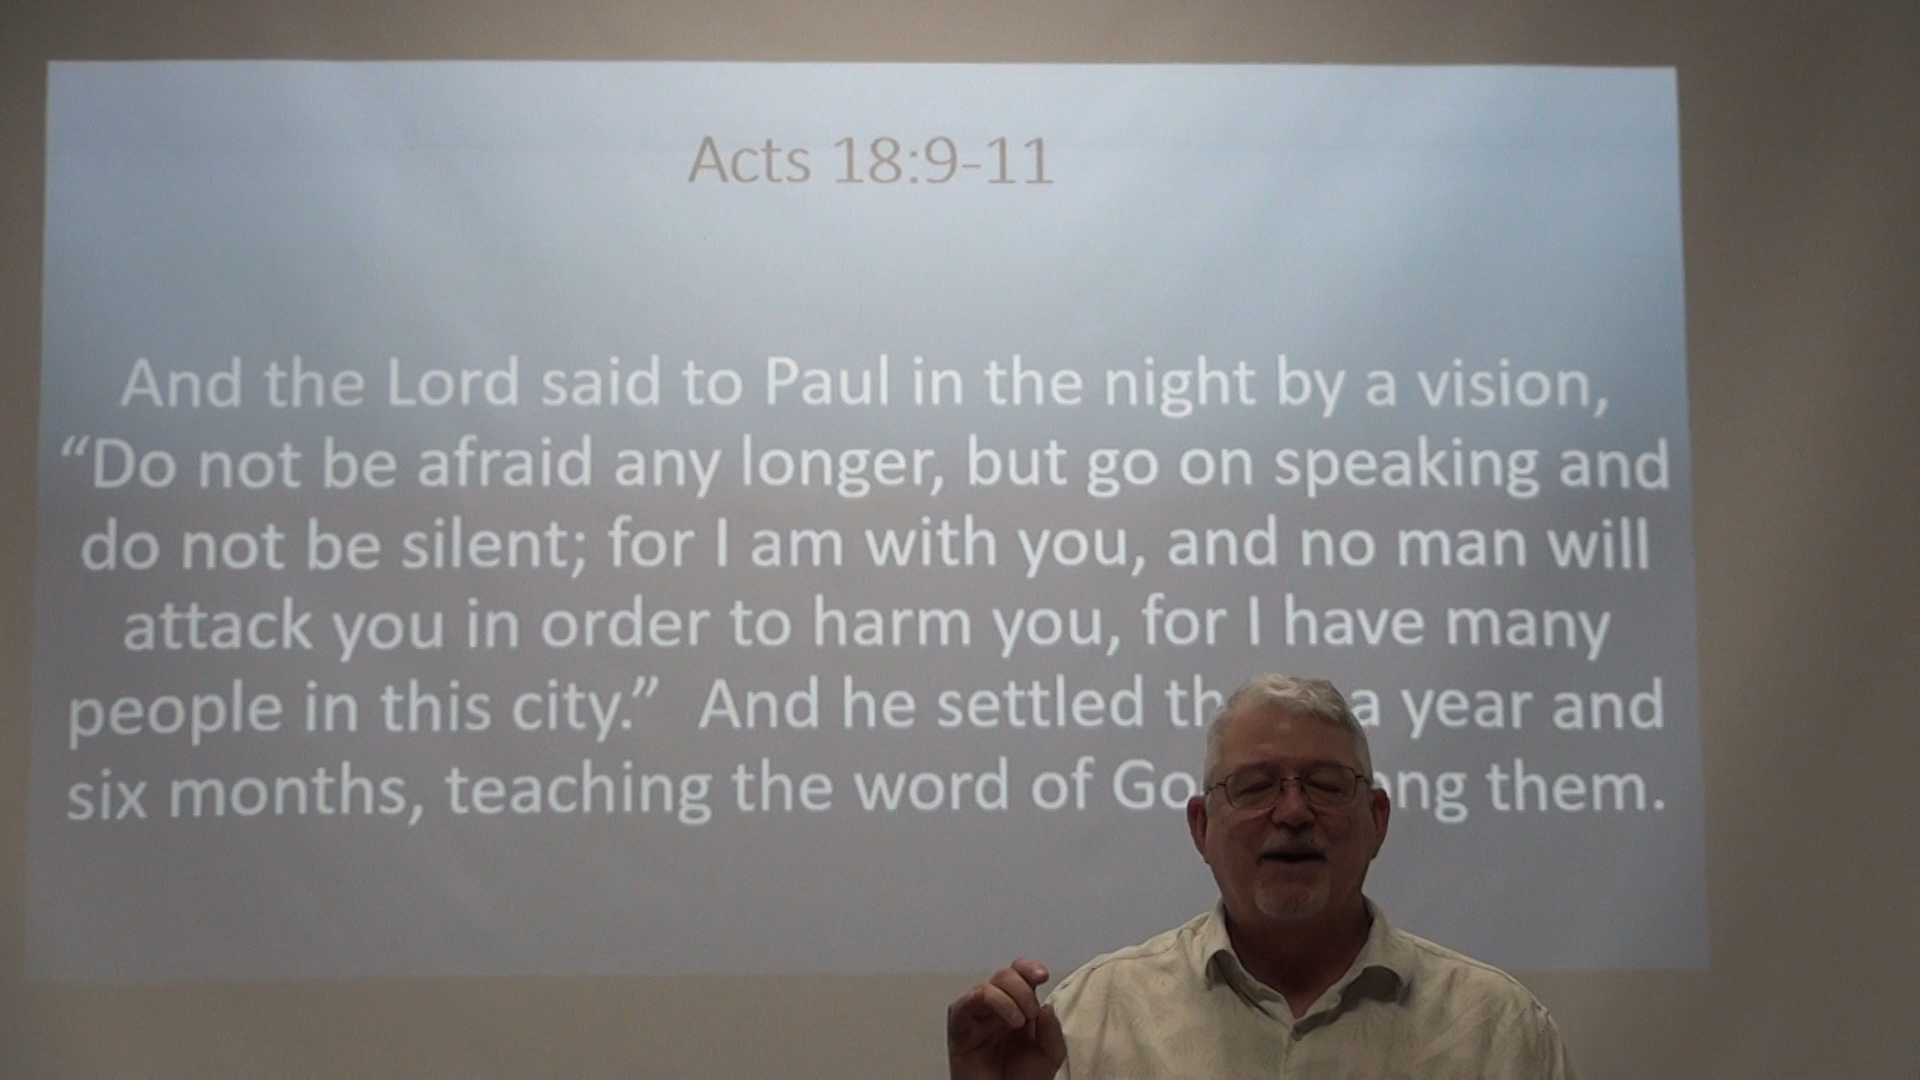 Acts 18:9-11
And the Lord said to Paul in the night by a vision,
“Do not be afraid any longer, but go on speaking and
do not be silent; for I am with you, and no man will
attack you in order to harm you, for I have many
people in this city.” And he settled a year and
six months, teaching the word of them.